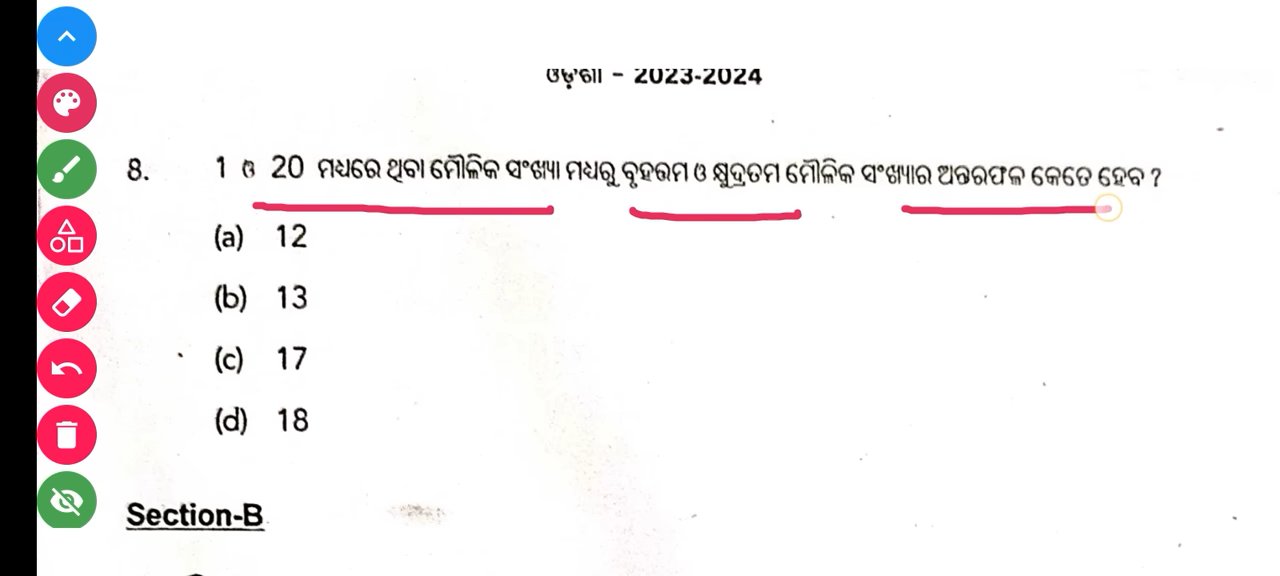 - 2023-2024
8. 1 ଓ 20 ମଧ୍ୟରେ ଥିବା ମୌଳିକ ସଂଖ୍ୟା ମଧ୍ୟରୁ ବୃହତ୍ତମ ଓ କ୍ଷୁଦ୍ରତମ ମୌଳିକ ସଂଖ୍ୟାର ଅନ୍ତରଫଳ କେତେ ହେବ ?
(a) 12
(b) 13
(c) 17
(d) 18
Section-B